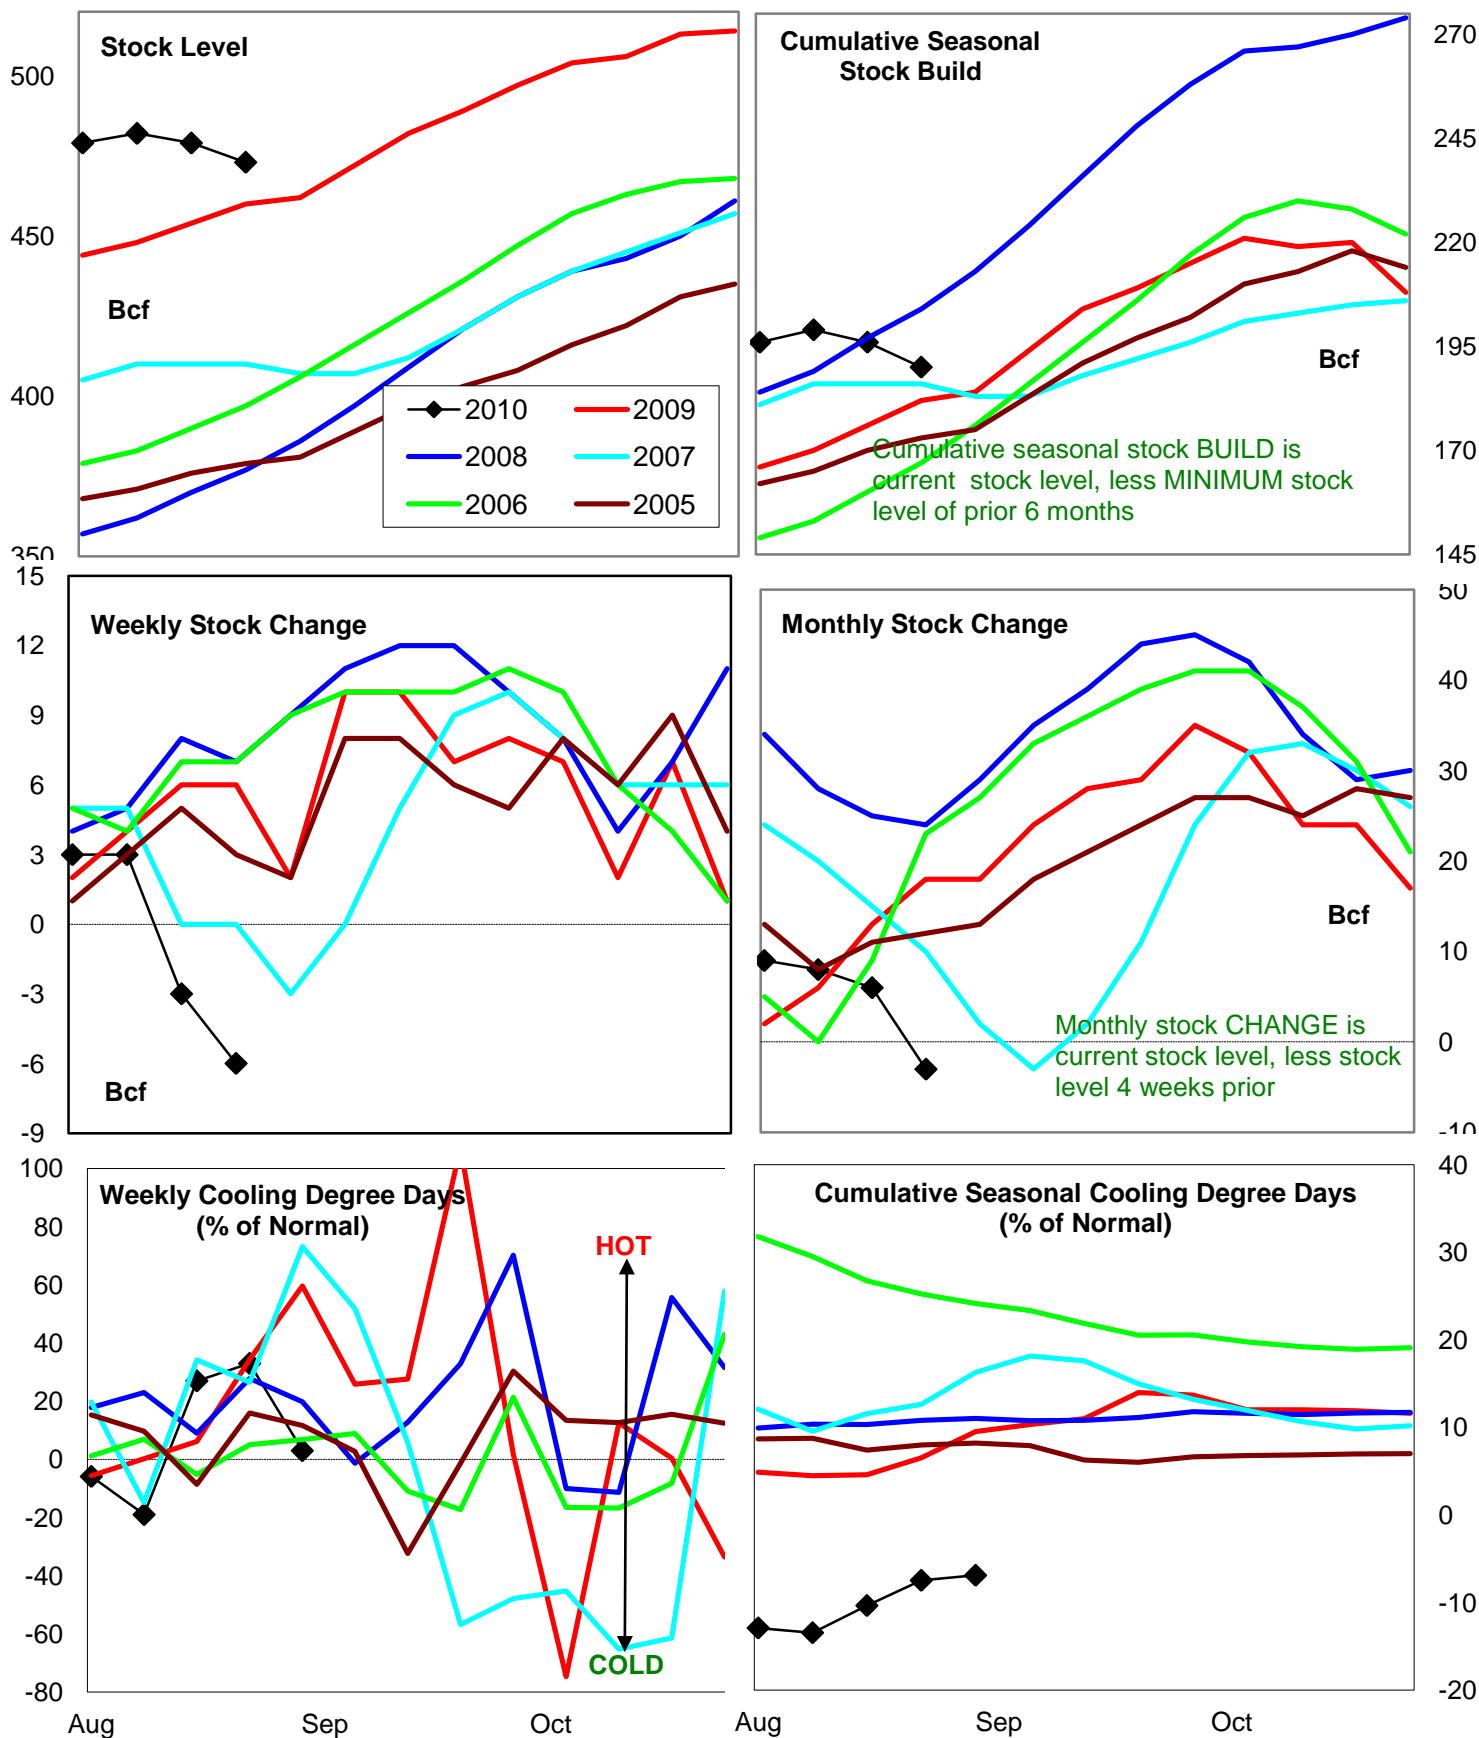 Stock Level
500
450
400
350
Bcf
2010
2009
2008
2007
2006
2005
Cumulative Seasonal
Stock Build
270
245
220
195
170
145
Bcf
Cumulative seasonal stock BUILD is
current stock level, less MINIMUM stock
level of prior 6 months
Weekly Stock Change
15
12
9
6
3
0
-3
-6
-9
Bcf
Monthly Stock Change
50
40
30
20
10
0
-10
Bcf
Monthly stock CHANGE is
current stock level, less stock
level 4 weeks prior
Weekly Cooling Degree Days
(% of Normal)
100
80
60
40
20
0
-20
-40
-60
-80
HOT
COLD
Aug
Sep
Oct
Cumulative Seasonal Cooling Degree Days
(% of Normal)
40
30
20
10
0
-10
-20
Aug
Sep
Oct